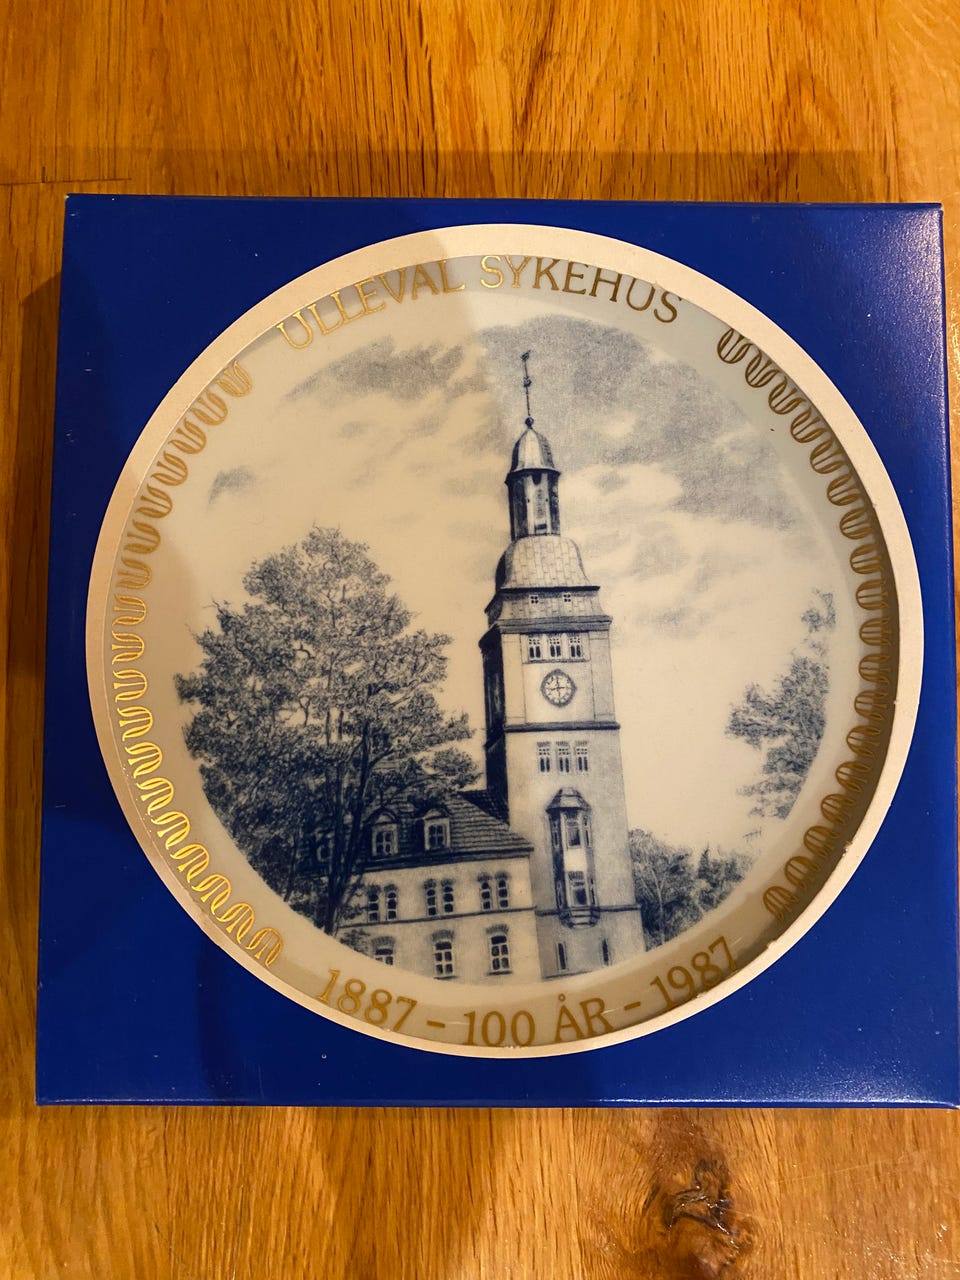 ULLEVÅL SYKEHUS
1887 - 100 ÅR - 1987